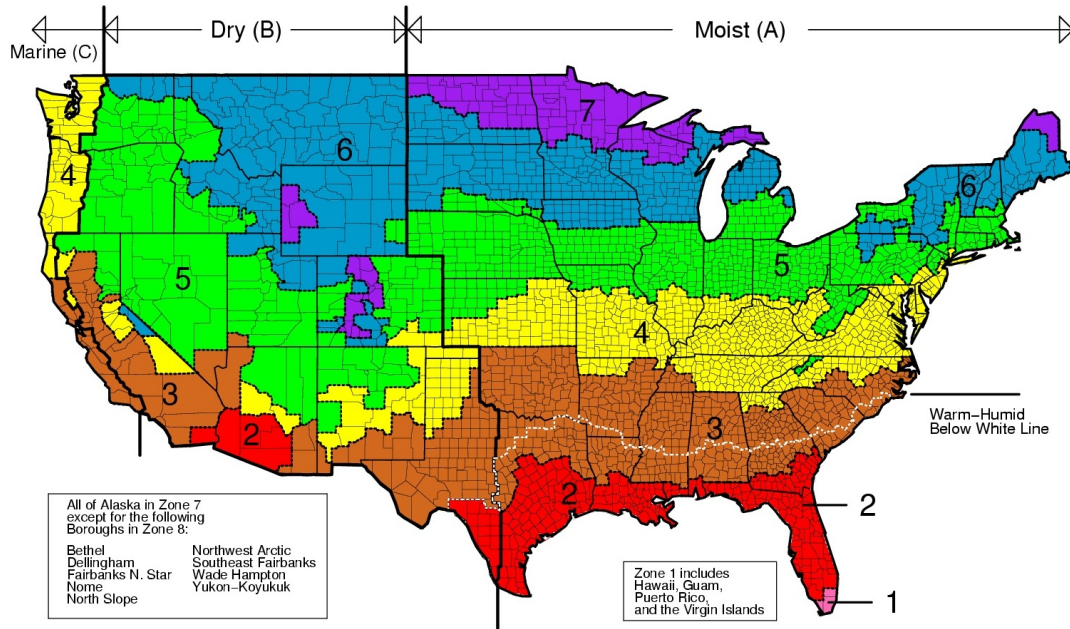 Marine (C)
Dry (B)
Moist (A)
7
6
4
6
5
5
4
3
3
2
Warm-Humid
Below White Line
2
2
1
All of Alaska in Zone 7
except for the following
Boroughs in Zone 8:
Bethel
Dellingham
Fairbanks N. Star
Nome
North Slope
Northwest Arctic
Southeast Fairbanks
Wade Hampton
Yukon-Koyukuk
Zone 1 includes
Hawaii, Guam,
Puerto Rico,
and the Virgin Islands